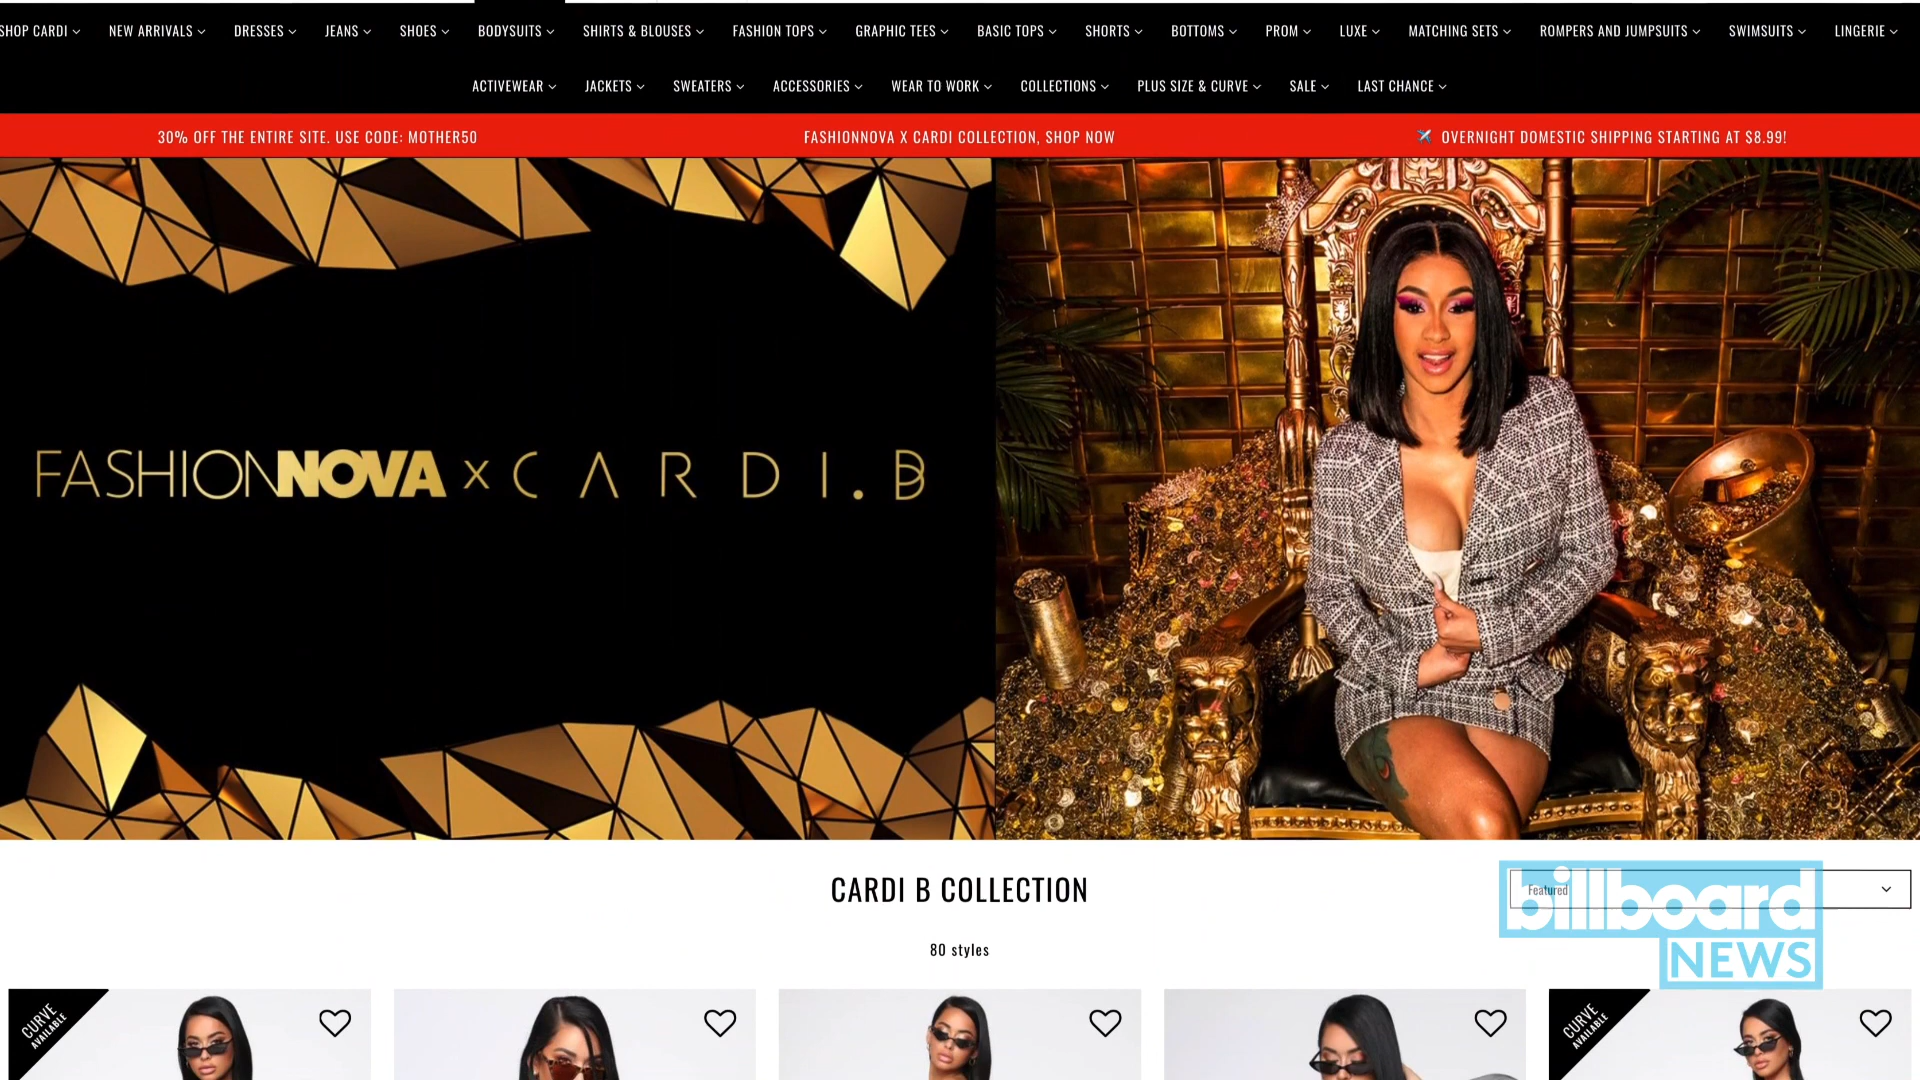 SHOP CARDI NEW ARRIVALS DRESSES JEANS SHOES BODYSUITS SHIRTS & BLOUSES FASHION TOPS GRAPHIC TEES BASIC TOPS SHORTS BOTTOMS PROM LUXE MATCHING SETS ROMPERS AND JUMPSUITS SWIMSUITS LINGERIE
ACTIVEWEAR JACKETS SWEATERS ACCESSORIES WEAR TO WORK COLLECTIONS PLUS SIZE & CURVE SALE LAST CHANCE
30% OFF THE ENTIRE SITE. USE CODE: MOTHER50
FASHIONNOVA X CARDI COLLECTION, SHOP NOW
OVERNIGHT DOMESTIC SHIPPING STARTING AT $8.99!
FASHIONNOVA x CARDI.B
CARDI B COLLECTION
Featured
80 styles
billboard
NEWS
CURVE
AVAILABLE
CURVE
AVAILABLE